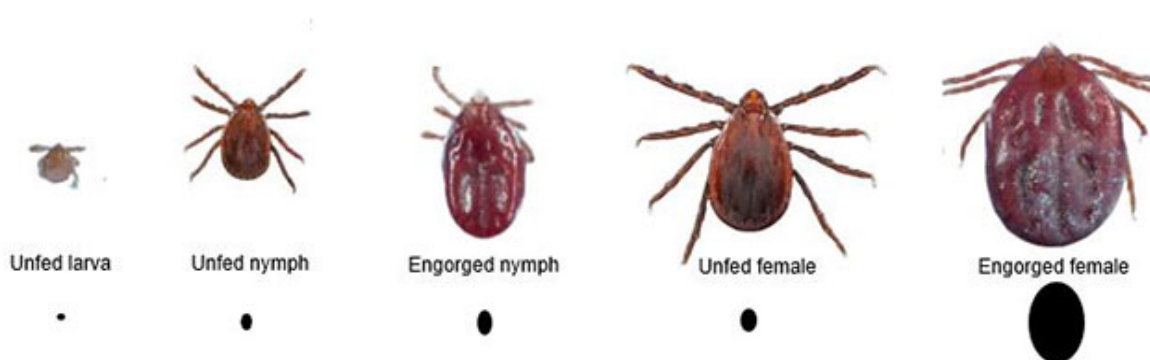 Unfed larva
Unfed nymph
Engorged nymph
Unfed female
Engorged female